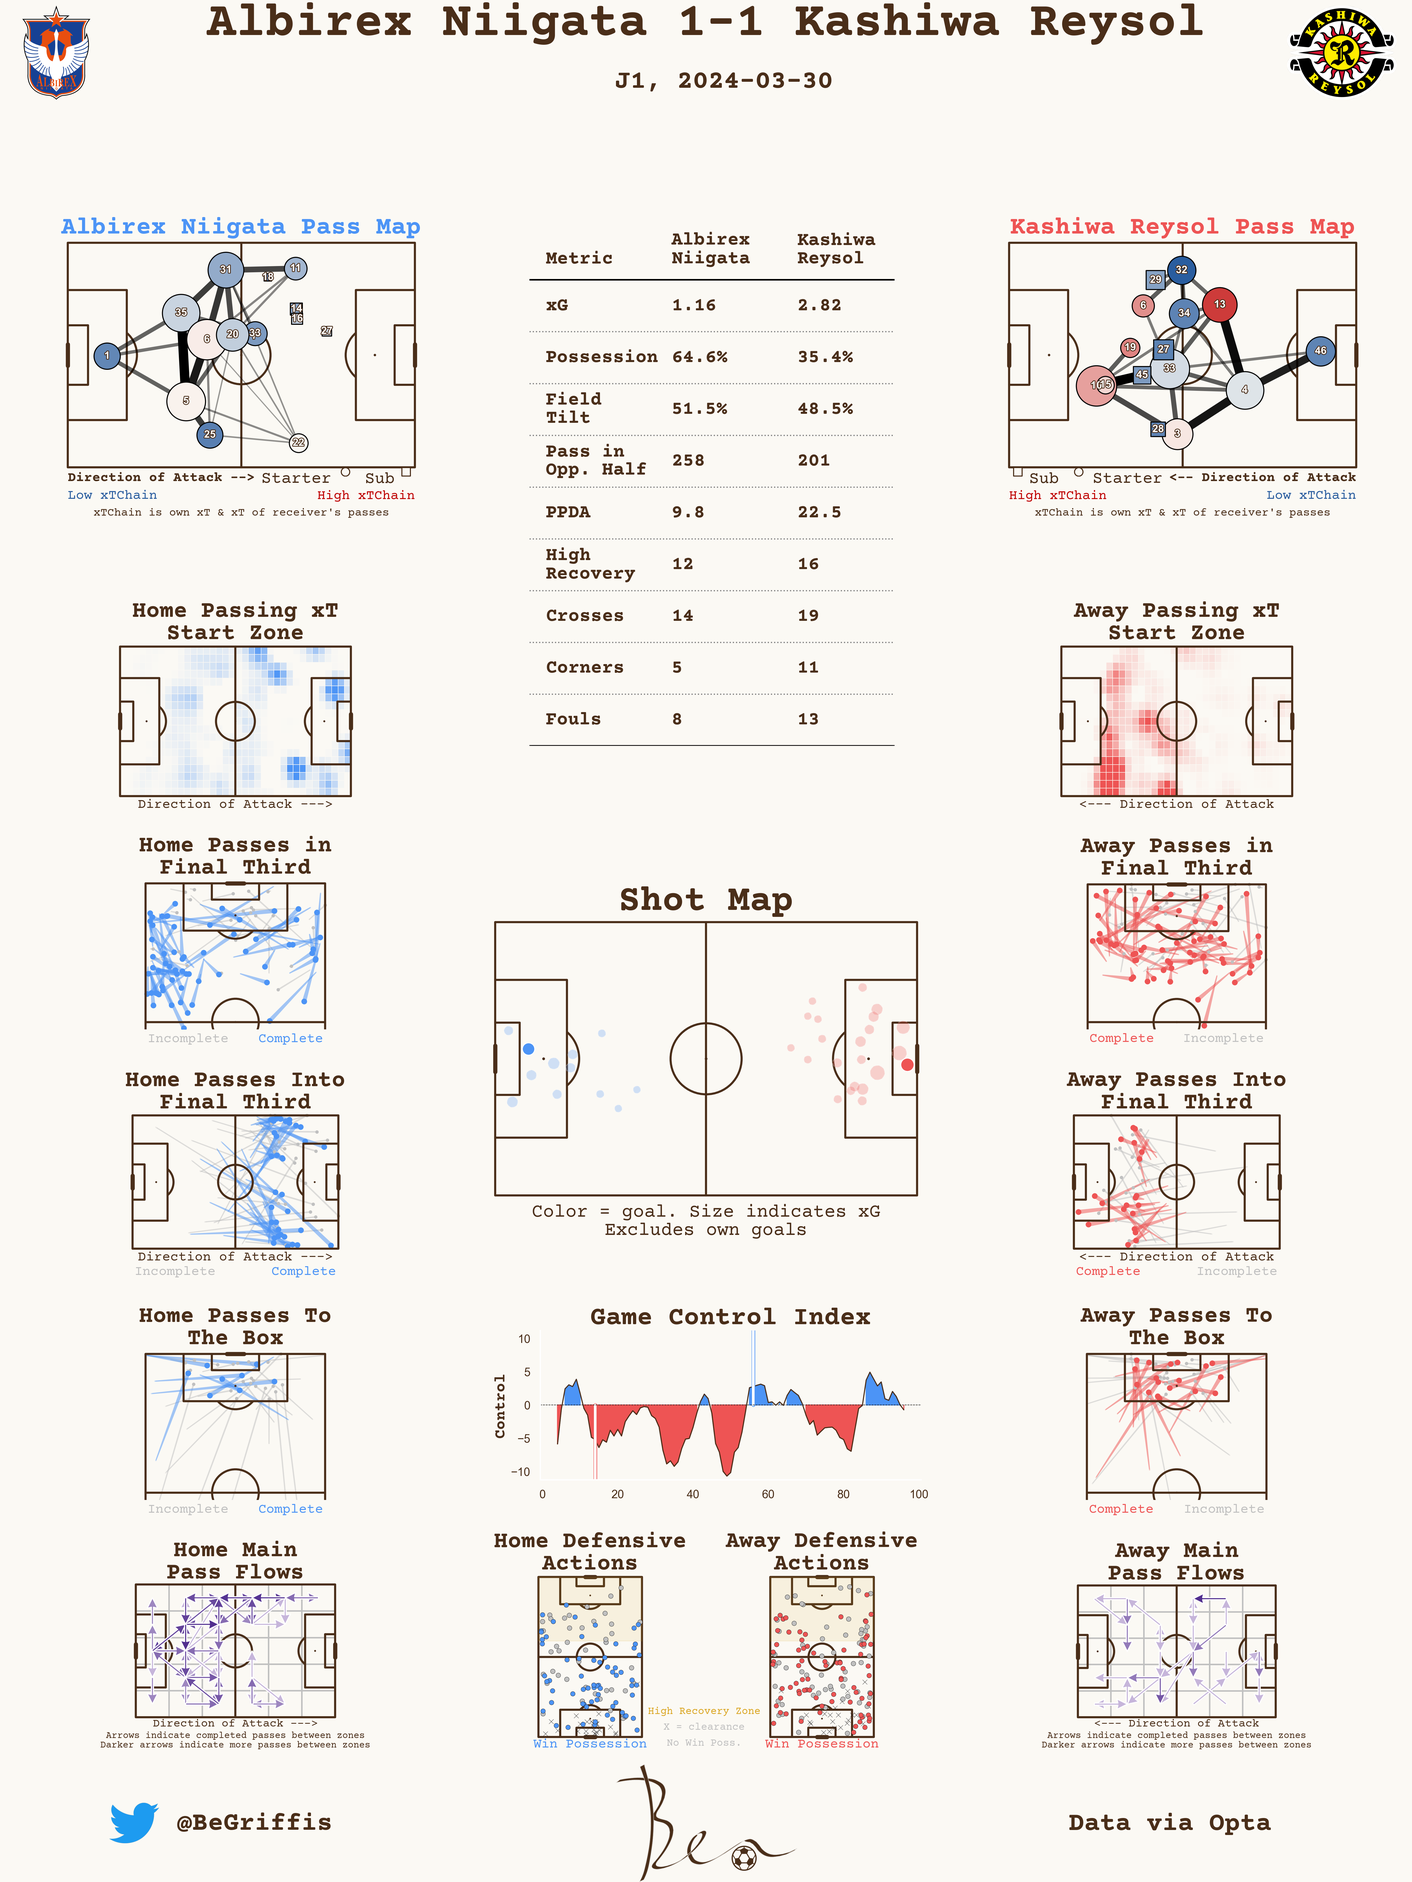 Albirex Niigata 1-1 Kashiwa Reysol
J1, 2024-03-30
ALBIREX
KASHIWA
R
REYSOL
Albirex Niigata Pass Map
31
11
18
35
14
16
6
20
33
27
1
5
25
22
Direction of Attack --> Starter Sub
Low xTChain High xTChain
xTChain is own xT & xT of receiver's passes
Metric Albirex Niigata Kashiwa Reysol
xG 1.16 2.82
Possession 64.6% 35.4%
Field Tilt 51.5% 48.5%
Pass in Opp. Half 258 201
PPDA 9.8 22.5
High Recovery 12 16
Crosses 14 19
Corners 5 11
Fouls 8 13
Kashiwa Reysol Pass Map
32
29
6
34
13
19
27
46
33
45
15
4
28
3
Sub Starter <-- Direction of Attack
High xTChain Low xTChain
xTChain is own xT & xT of receiver's passes
Home Passing xT
Start Zone
Direction of Attack --->
Away Passing xT
Start Zone
<--- Direction of Attack
Home Passes in
Final Third
Incomplete Complete
Away Passes in
Final Third
Complete Incomplete
Shot Map
Color = goal. Size indicates xG
Excludes own goals
Home Passes Into
Final Third
Direction of Attack --->
Incomplete Complete
Away Passes Into
Final Third
<--- Direction of Attack
Complete Incomplete
Home Passes To
The Box
Incomplete Complete
Game Control Index
Control
10
5
0
−5
−10
0 20 40 60 80 100
Away Passes To
The Box
Complete Incomplete
Home Main
Pass Flows
Direction of Attack --->
Arrows indicate completed passes between zones
Darker arrows indicate more passes between zones
Home Defensive
Actions
Win Possession
Away Defensive
Actions
Win Possession
High Recovery Zone
X = clearance
No Win Poss.
Away Main
Pass Flows
<--- Direction of Attack
Arrows indicate completed passes between zones
Darker arrows indicate more passes between zones
@BeGriffis
Ben
Data via Opta